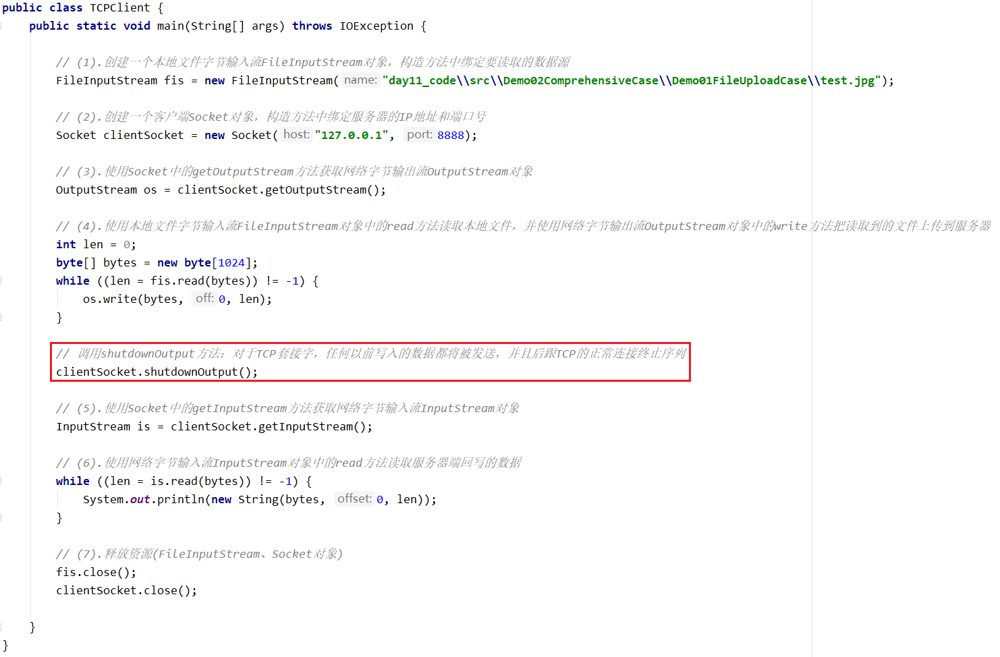 public class TCPClient {
    public static void main(String[] args) throws IOException {
        // (1).创建一个本地文件字节输入流FileInputStream对象，构造方法中绑定要读取的数据源
        FileInputStream fis = new FileInputStream( name: "day11_code\\src\\Demo02ComprehensiveCase\\Demo01FileUploadCase\\test.jpg");
        // (2).创建一个客户端Socket对象，构造方法中绑定服务器的IP地址和端口号
        Socket clientSocket = new Socket( host: "127.0.0.1", port: 8888);
        // (3).使用Socket中的getOutputStream方法获取网络字节输出流OutputStream对象
        OutputStream os = clientSocket.getOutputStream();
        // (4).使用本地文件字节输入流FileInputStream对象中的read方法读取本地文件，并使用网络字节输出流OutputStream对象中的write方法把读取到的文件上传到服务器
        int len = 0;
        byte[] bytes = new byte[1024];
        while ((len = fis.read(bytes)) != -1) {
            os.write(bytes, off: 0, len);
        }
        // 调用shutdownOutput方法：对于TCP套接字，任何以前写入的数据都将被发送，并且后跟TCP的正常连接终止序列
        clientSocket.shutdownOutput();
        // (5).使用Socket中的getInputStream方法获取网络字节输入流InputStream对象
        InputStream is = clientSocket.getInputStream();
        // (6).使用网络字节输入流InputStream对象中的read方法读取服务器端回写的数据
        while ((len = is.read(bytes)) != -1) {
            System.out.println(new String(bytes, offset: 0, len));
        }
        // (7).释放资源(FileInputStream、Socket对象)
        fis.close();
        clientSocket.close();
    }
}